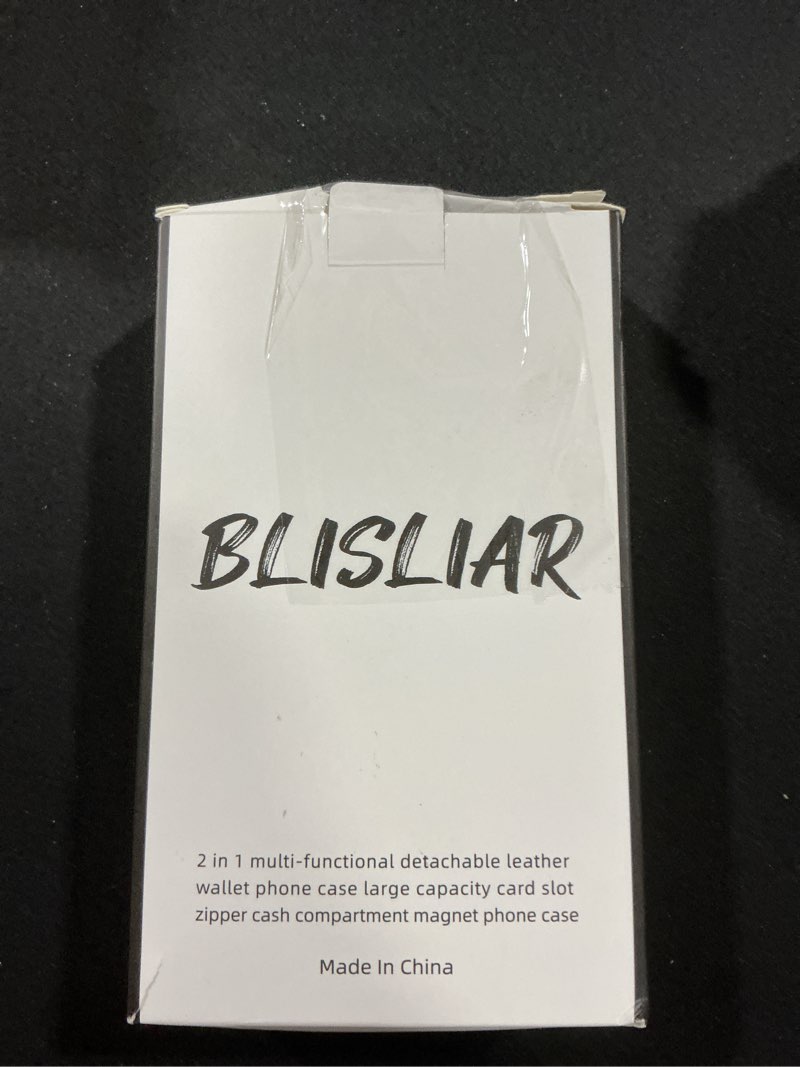 BLISLIAR
2 in 1 multi-functional detachable leather
wallet phone case large capacity card slot
zipper cash compartment magnet phone case
Made In China